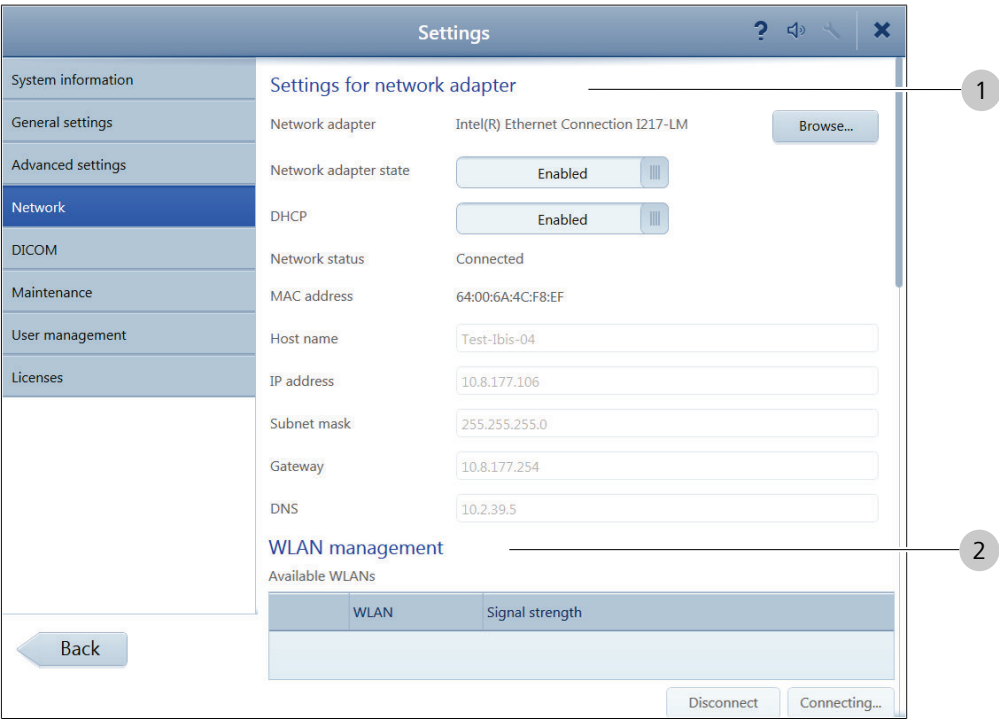 Settings
?
System information
General settings
Advanced settings
Network
DICOM
Maintenance
User management
Licenses
Back
Settings for network adapter
1
Network adapter Intel(R) Ethernet Connection I217-LM Browse...
Network adapter state Enabled
DHCP Enabled
Network status Connected
MAC address 64:00:6A:4C:F8:EF
Host name Test-Ibis-04
IP address 10.8.177.106
Subnet mask 255.255.255.0
Gateway 10.8.177.254
DNS 10.2.39.5
WLAN management
2
Available WLANs
WLAN Signal strength
Disconnect Connecting...